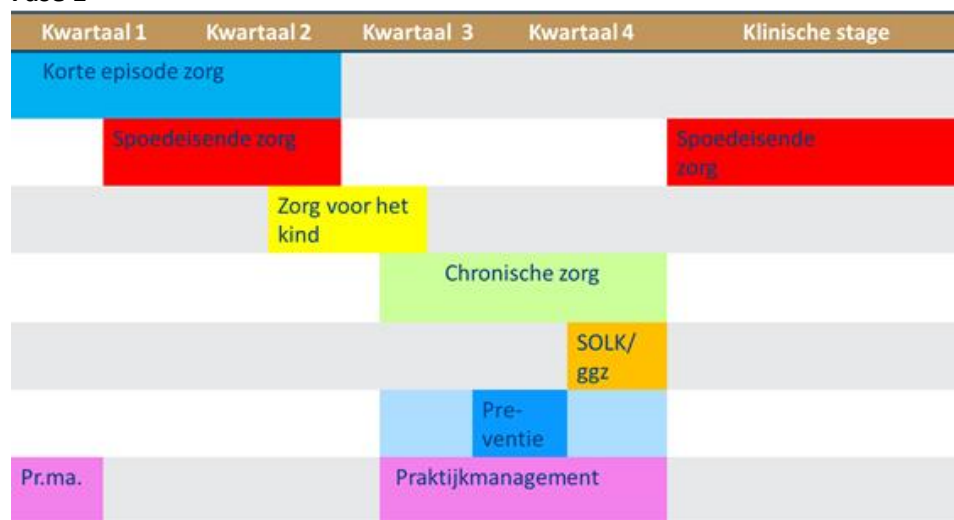 Kwartaal 1 Kwartaal 2 Kwartaal 3 Kwartaal 4 Klinische stage
Korte episode zorg
Spoedeisende zorg Spoedeisende
zorg
Zorg voor het
kind
Chronische zorg
SOLK/
ggz
Pre-
ventie
Pr.ma. Praktijkmanagement